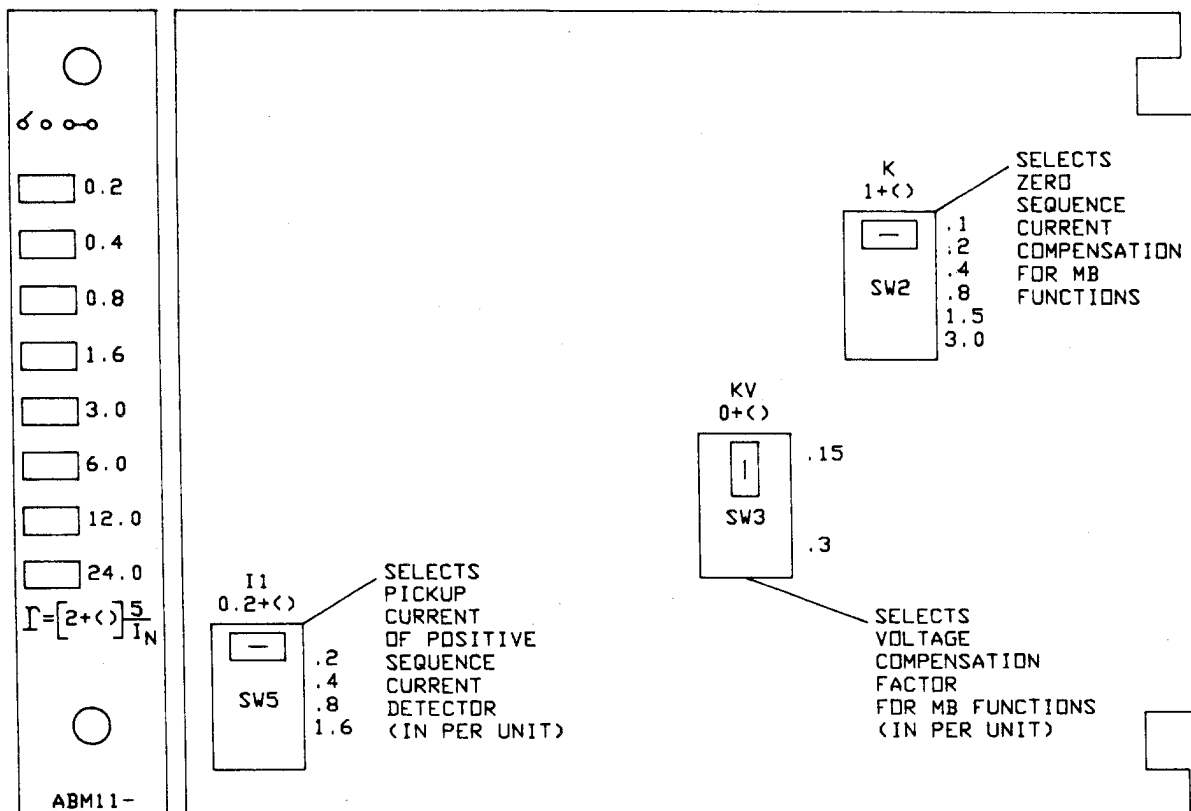 0.2
0.4
0.8
1.6
3.0
6.0
12.0
24.0
Γ=[2+()]5/IN
ABM11-
K
1+()
SW2
.1
.2
.4
.8
1.5
3.0
SELECTS
ZERO
SEQUENCE
CURRENT
COMPENSATION
FOR MB
FUNCTIONS
KV
0+()
SW3
.15
.3
SELECTS
VOLTAGE
COMPENSATION
FACTOR
FOR MB FUNCTIONS
(IN PER UNIT)
I1
0.2+()
SW5
.2
.4
.8
1.6
SELECTS
PICKUP
CURRENT
OF POSITIVE
SEQUENCE
CURRENT
DETECTOR
(IN PER UNIT)